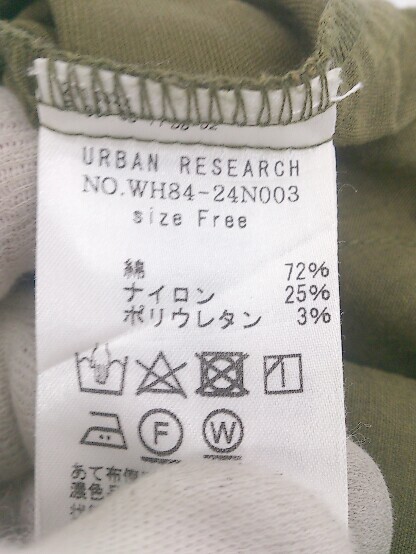 URBAN RESEARCH
NO.WH84-24N003
size Free
綿 72%
ナイロン 25%
ポリウレタン 3%
F W
あて布
濃色